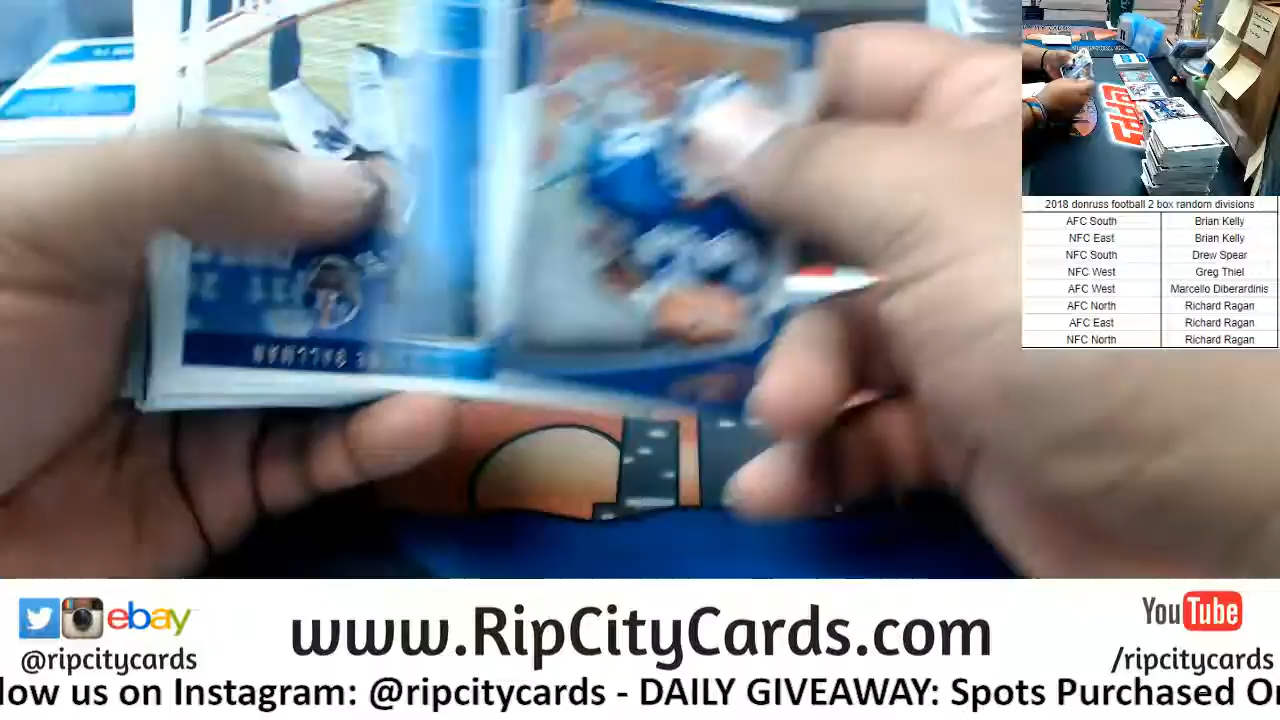 2018 donruss football 2 box random divisions
AFC South Brian Kelly
NFC East Brian Kelly
NFC South Drew Spear
NFC West Greg Thiel
AFC West Marcello Diberardinis
AFC North Richard Ragan
AFC East Richard Ragan
NFC North Richard Ragan
ebay
@ripcitycards
www.RipCityCards.com
YouTube
/ripcitycards
low us on Instagram: @ripcitycards - DAILY GIVEAWAY: Spots Purchased On